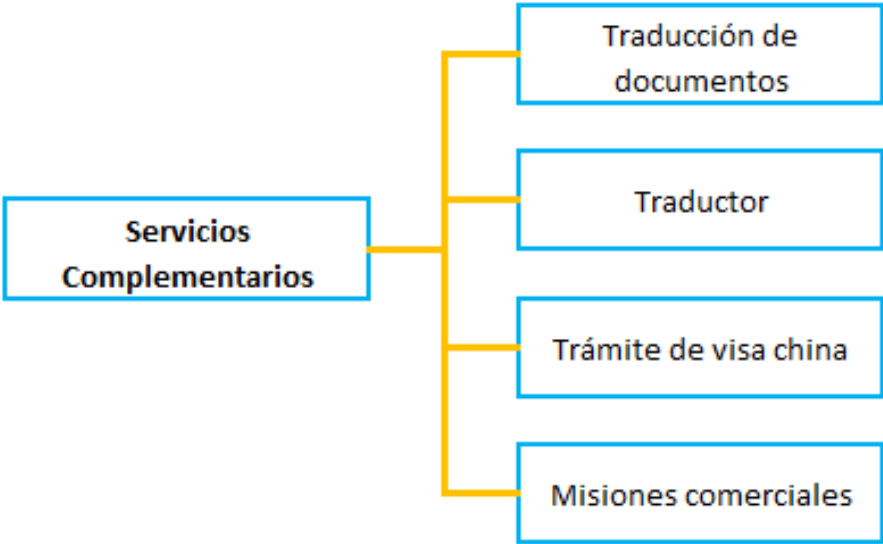 Servicios
Complementarios
Traducción de
documentos
Traductor
Trámite de visa china
Misiones comerciales